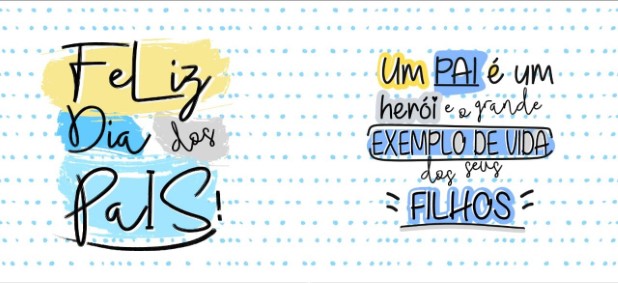 FeLiz
Dia dos
PaIS!
Um PAI é um
herói e o grande
EXEMPLO DE VIDA
dos seus
FILHOS